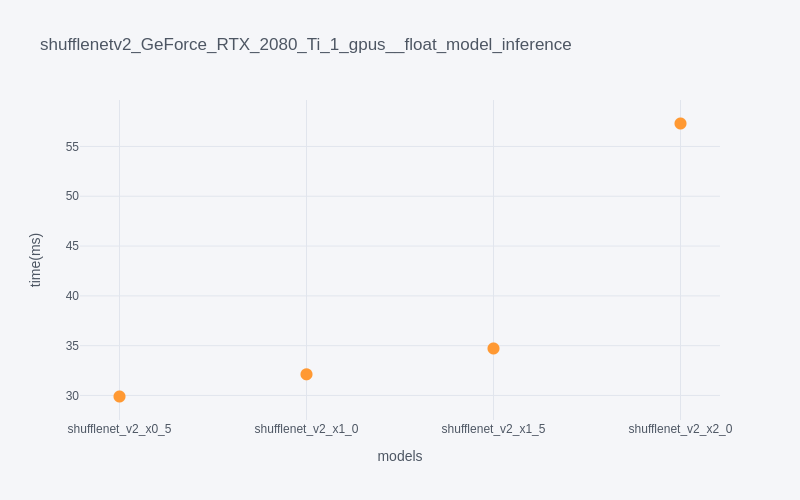 shufflenetv2_GeForce_RTX_2080_Ti_1_gpus__float_model_inference
time(ms)
55
50
45
40
35
30
shufflenet_v2_x0_5 shufflenet_v2_x1_0 shufflenet_v2_x1_5 shufflenet_v2_x2_0
models